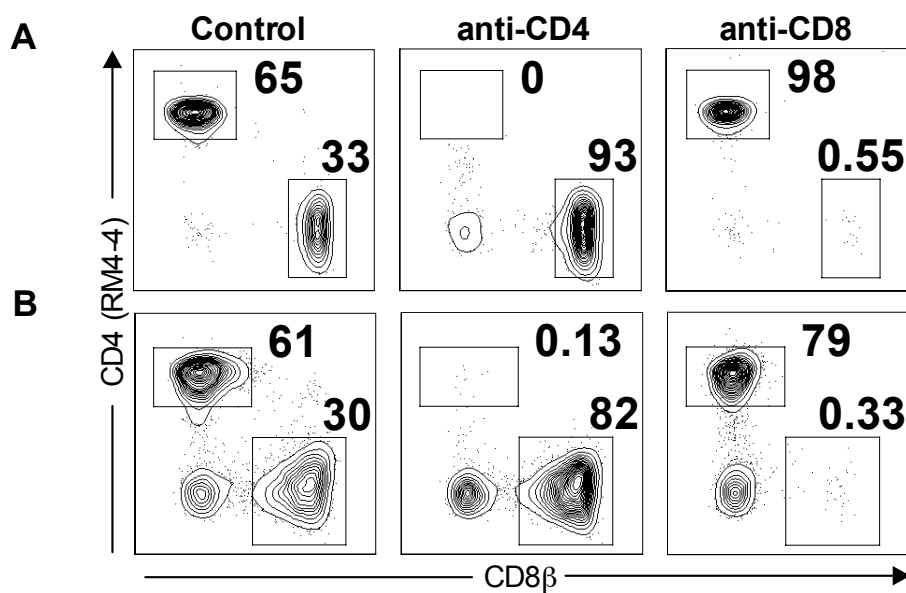 A
Control
anti-CD4
anti-CD8
65
33
0
93
98
0.55
B
61
30
0.13
82
79
0.33
CD4 (RM4-4)
CD8β